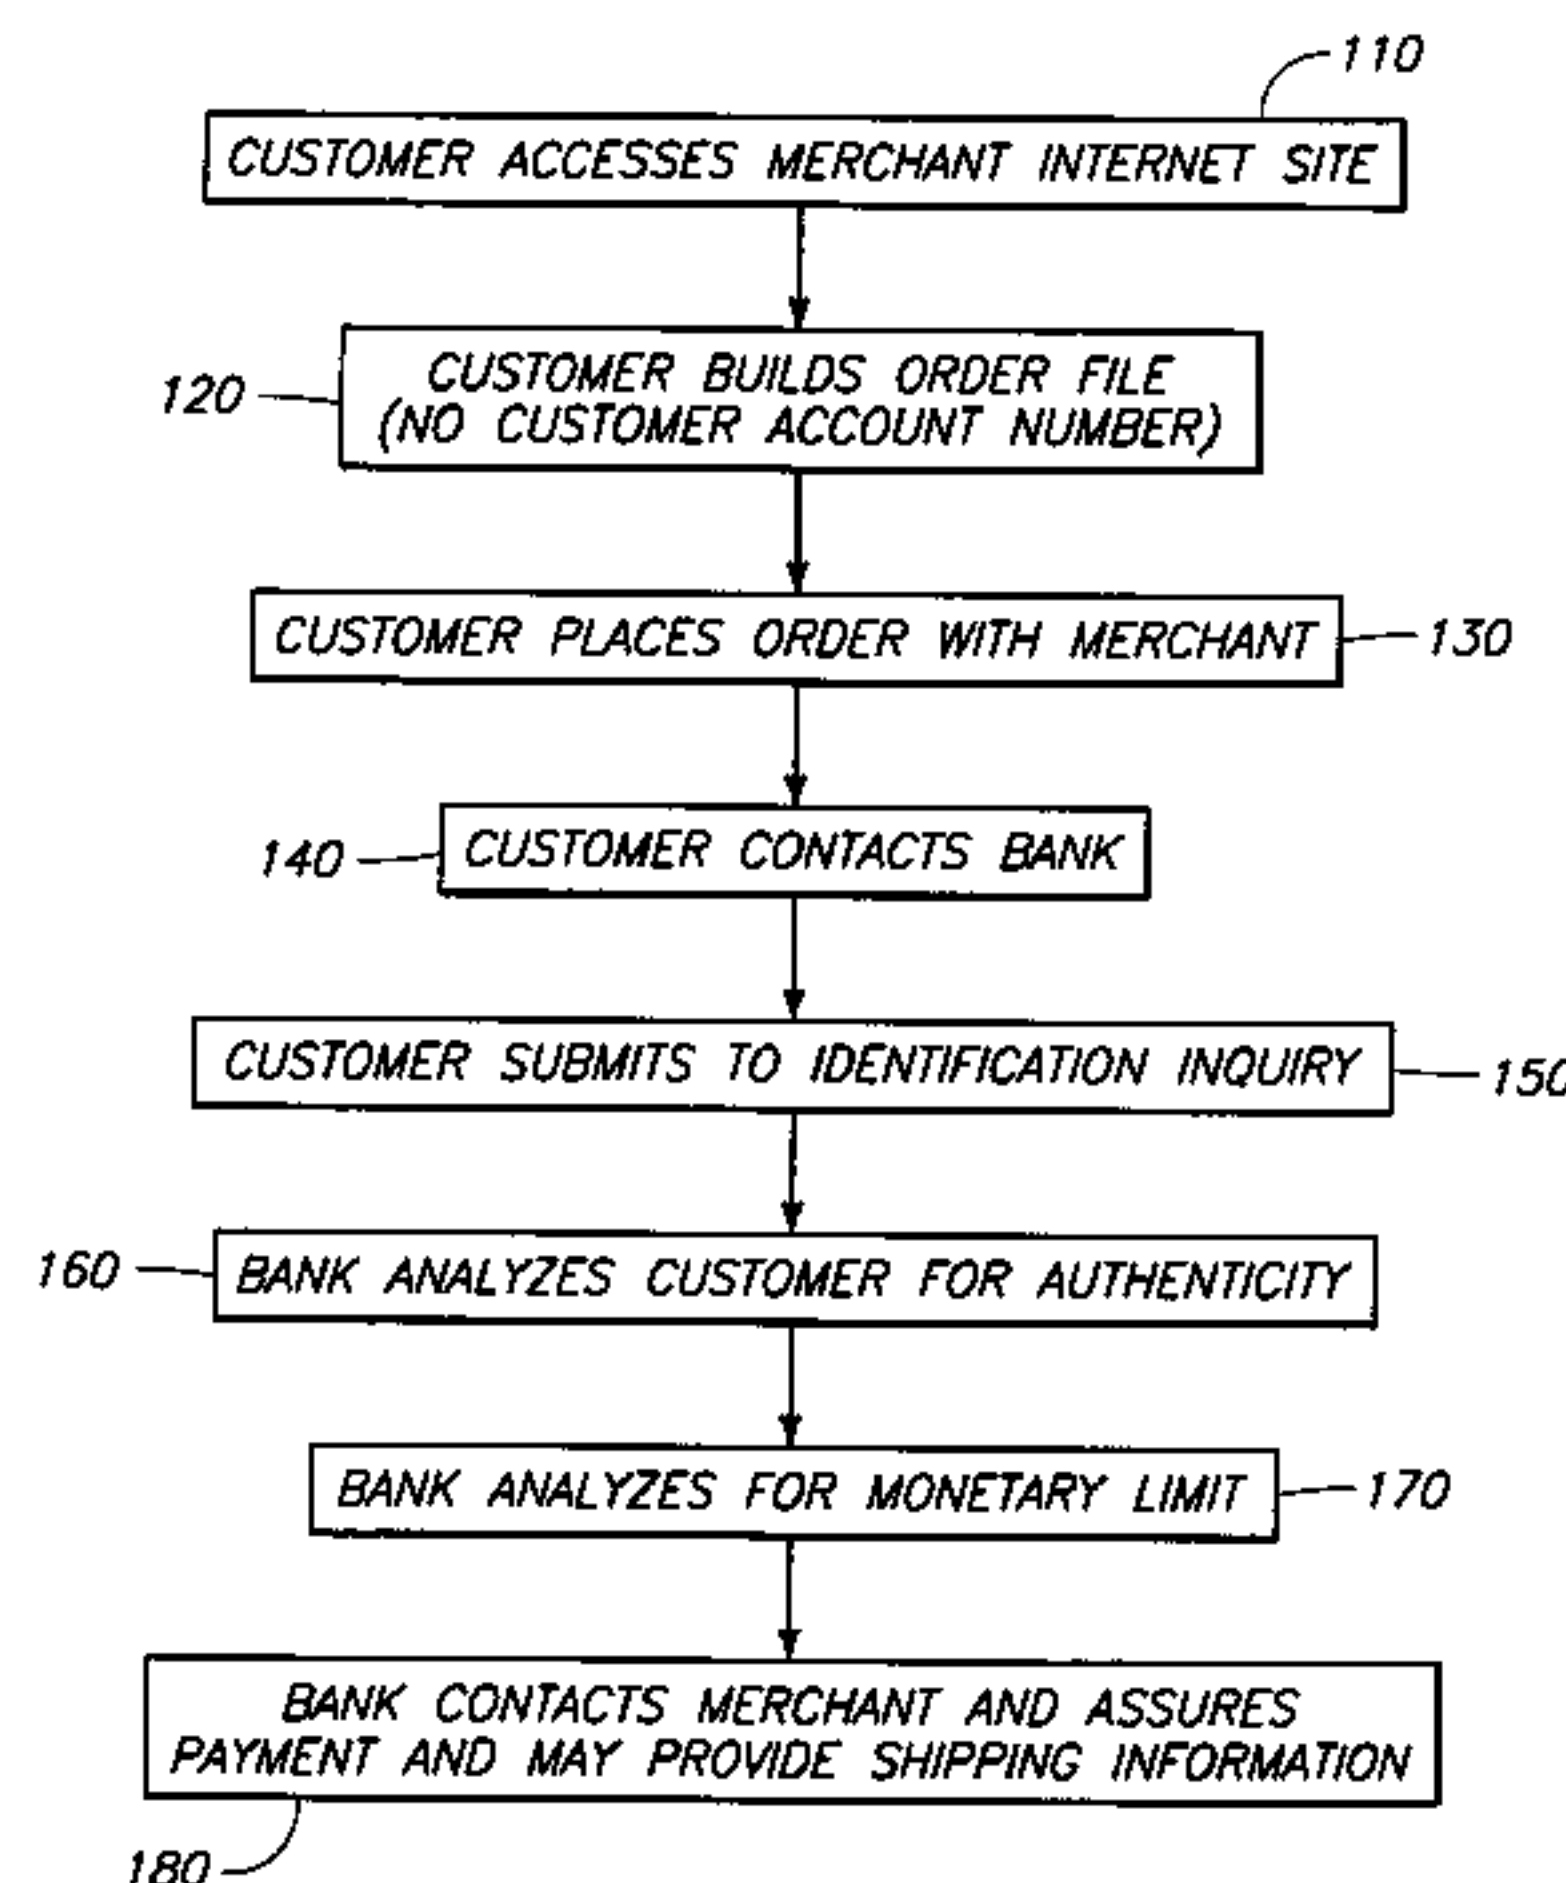 110
CUSTOMER ACCESSES MERCHANT INTERNET SITE
120
CUSTOMER BUILDS ORDER FILE
(NO CUSTOMER ACCOUNT NUMBER)
CUSTOMER PLACES ORDER WITH MERCHANT
130
140
CUSTOMER CONTACTS BANK
CUSTOMER SUBMITS TO IDENTIFICATION INQUIRY
150
160
BANK ANALYZES CUSTOMER FOR AUTHENTICITY
BANK ANALYZES FOR MONETARY LIMIT
170
BANK CONTACTS MERCHANT AND ASSURES
PAYMENT AND MAY PROVIDE SHIPPING INFORMATION
180